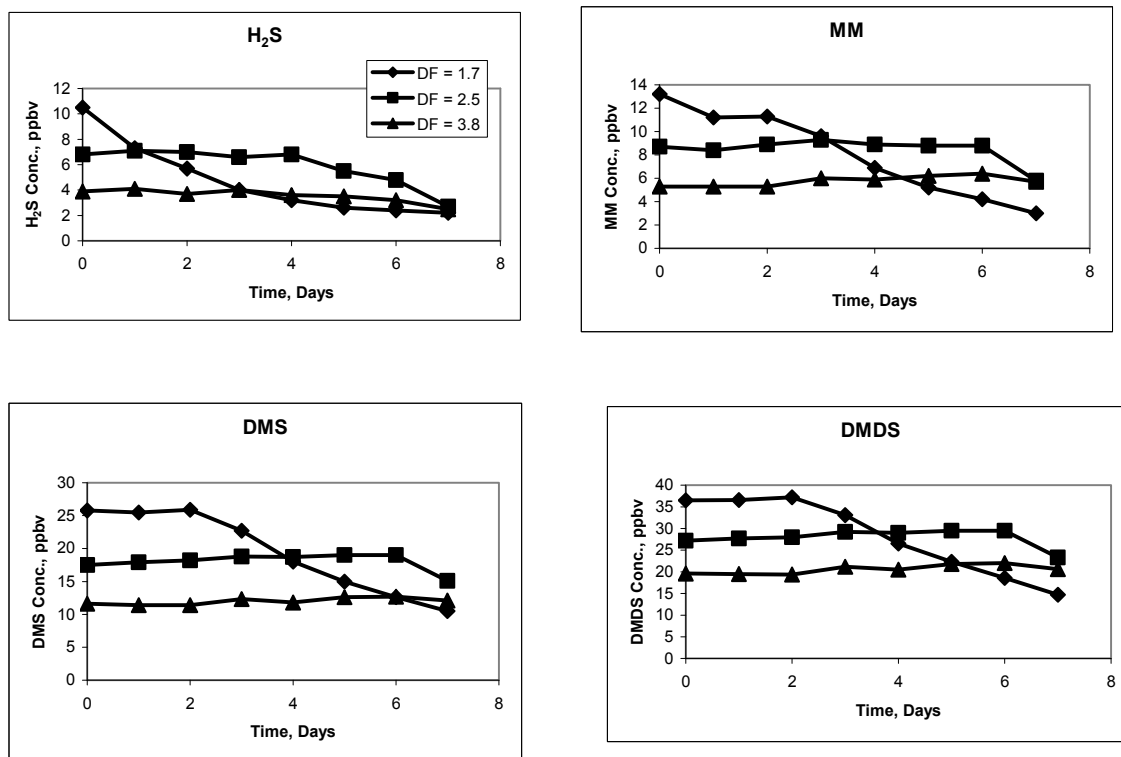 H₂S
DF = 1.7
DF = 2.5
DF = 3.8
H₂S Conc., ppbv
12
10
8
6
4
2
0
0 2 4 6 8
Time, Days
MM
MM Conc., ppbv
14
12
10
8
6
4
2
0
0 2 4 6 8
Time, Days
DMS
DMS Conc., ppbv
30
25
20
15
10
5
0
0 2 4 6 8
Time, Days
DMDS
DMDS Conc., ppbv
40
35
30
25
20
15
10
5
0
0 2 4 6 8
Time, Days